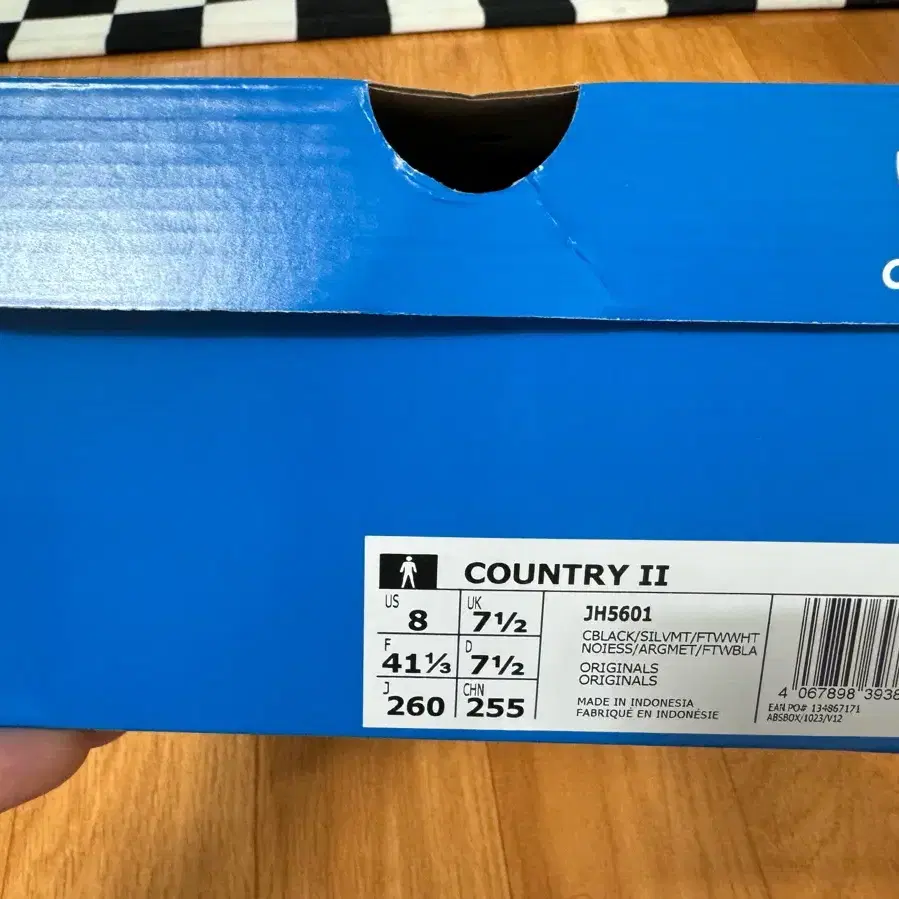 COUNTRY II
US 8 UK 7½
F 41⅓ D 7½
J 260 CHN 255
JH5601
CBLACK/SILVMT/FTWWHT
NOIESS/ARGMET/FTWBLA
ORIGINALS
ORIGINALS
MADE IN INDONESIA
FABRIQUÉ EN INDONÉSIE
4 067898 3938
EAN PO# 134867171
ABSBOX/1023/V12